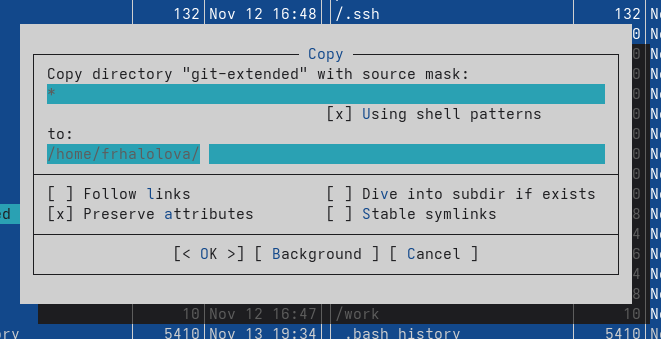 132 Nov 12 16:48 /.ssh 132 No
Copy
Copy directory "git-extended" with source mask:
*
[x] Using shell patterns
to:
/home/frhalolova/
[ ] Follow links [ ] Dive into subdir if exists
[x] Preserve attributes [ ] Stable symlinks
[< OK >] [ Background ] [ Cancel ]
10 Nov 12 16:47 /work 10 No
5410 Nov 13 19:34 .bash_history 5410 No